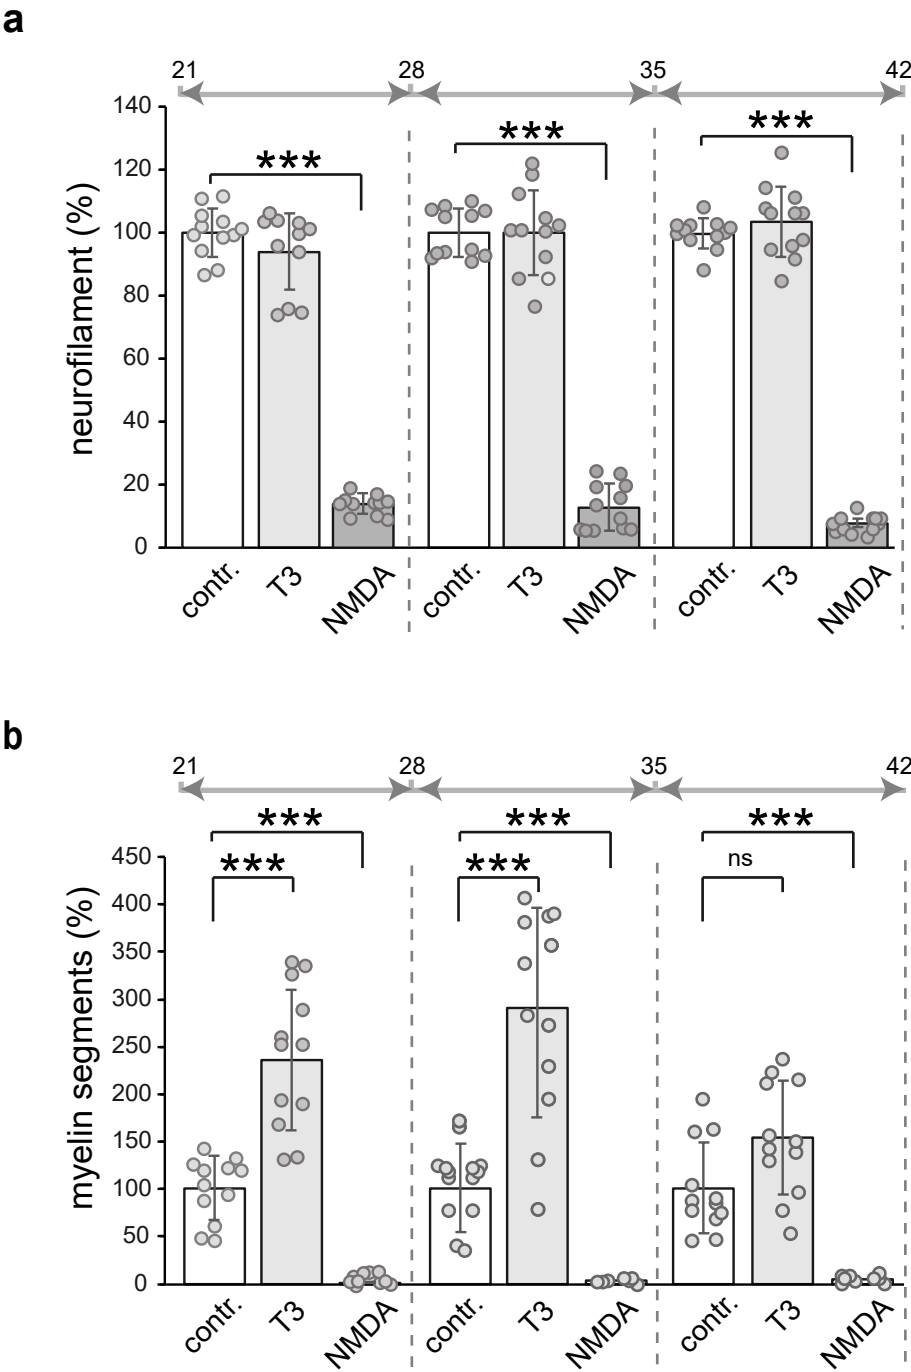 a
21 28 35 42
***
***
***
140
120
100
80
60
40
20
0
neurofilament (%)
contr. T3 NMDA contr. T3 NMDA contr. T3 NMDA
b
21 28 35 42
*** *** ***
*** *** ns
450
400
350
300
250
200
150
100
50
0
myelin segments (%)
contr. T3 NMDA contr. T3 NMDA contr. T3 NMDA